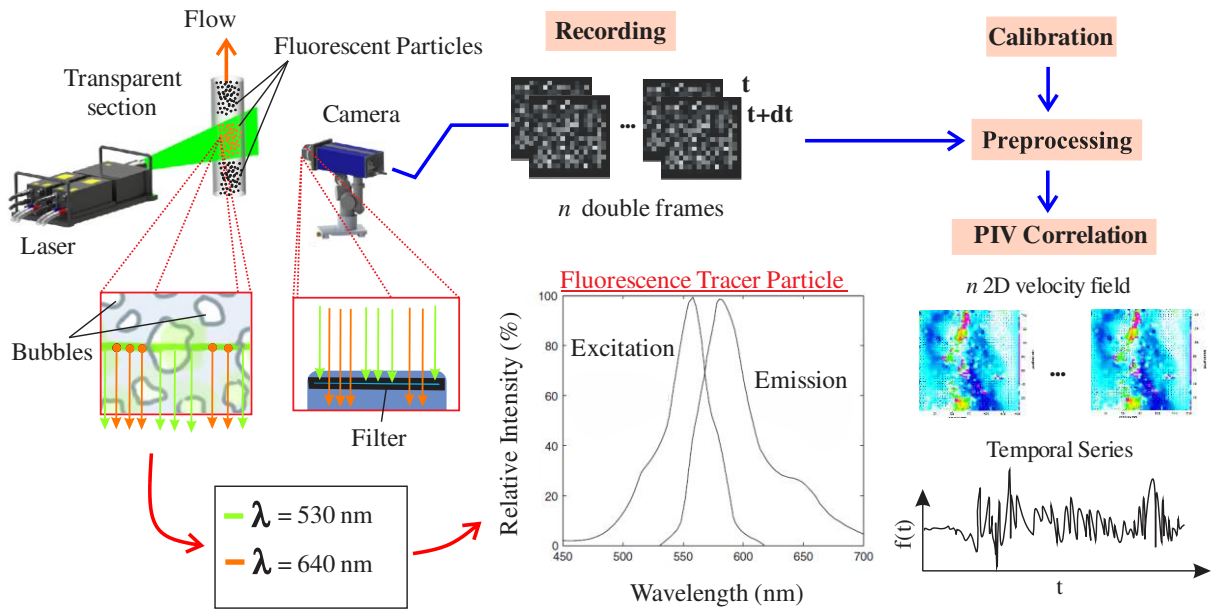 Flow
Fluorescent Particles
Transparent
section
Camera
Laser
Bubbles
Filter
λ = 530 nm
λ = 640 nm
Recording
t
t+dt
...
n double frames
Fluorescence Tracer Particle
Relative Intensity (%)
100
80
60
40
20
0
Excitation
Emission
450
500
550
600
650
700
Wavelength (nm)
Calibration
Preprocessing
PIV Correlation
n 2D velocity field
...
Temporal Series
f(t)
t